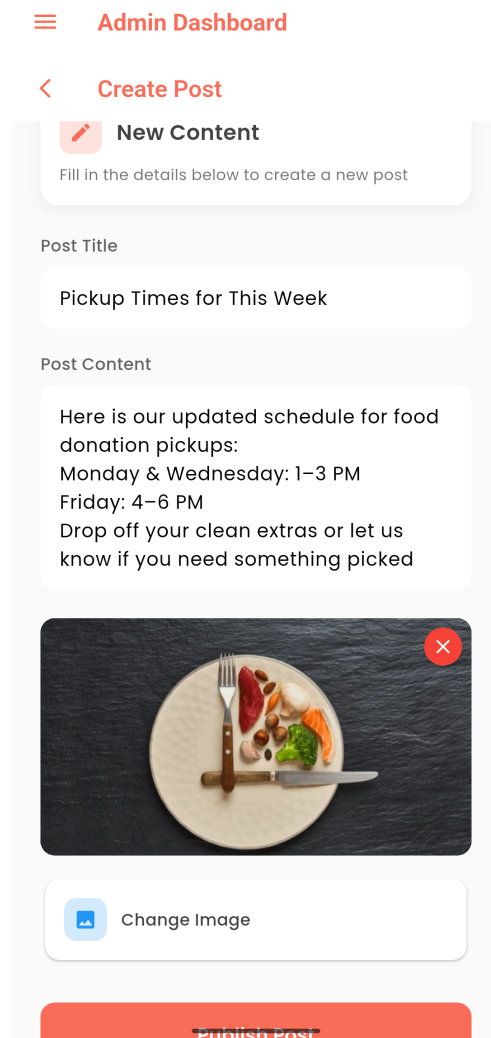 Admin Dashboard
Create Post
New Content
Fill in the details below to create a new post
Post Title
Pickup Times for This Week
Post Content
Here is our updated schedule for food
donation pickups:
Monday & Wednesday: 1–3 PM
Friday: 4–6 PM
Drop off your clean extras or let us
know if you need something picked
Change Image
Publish Post